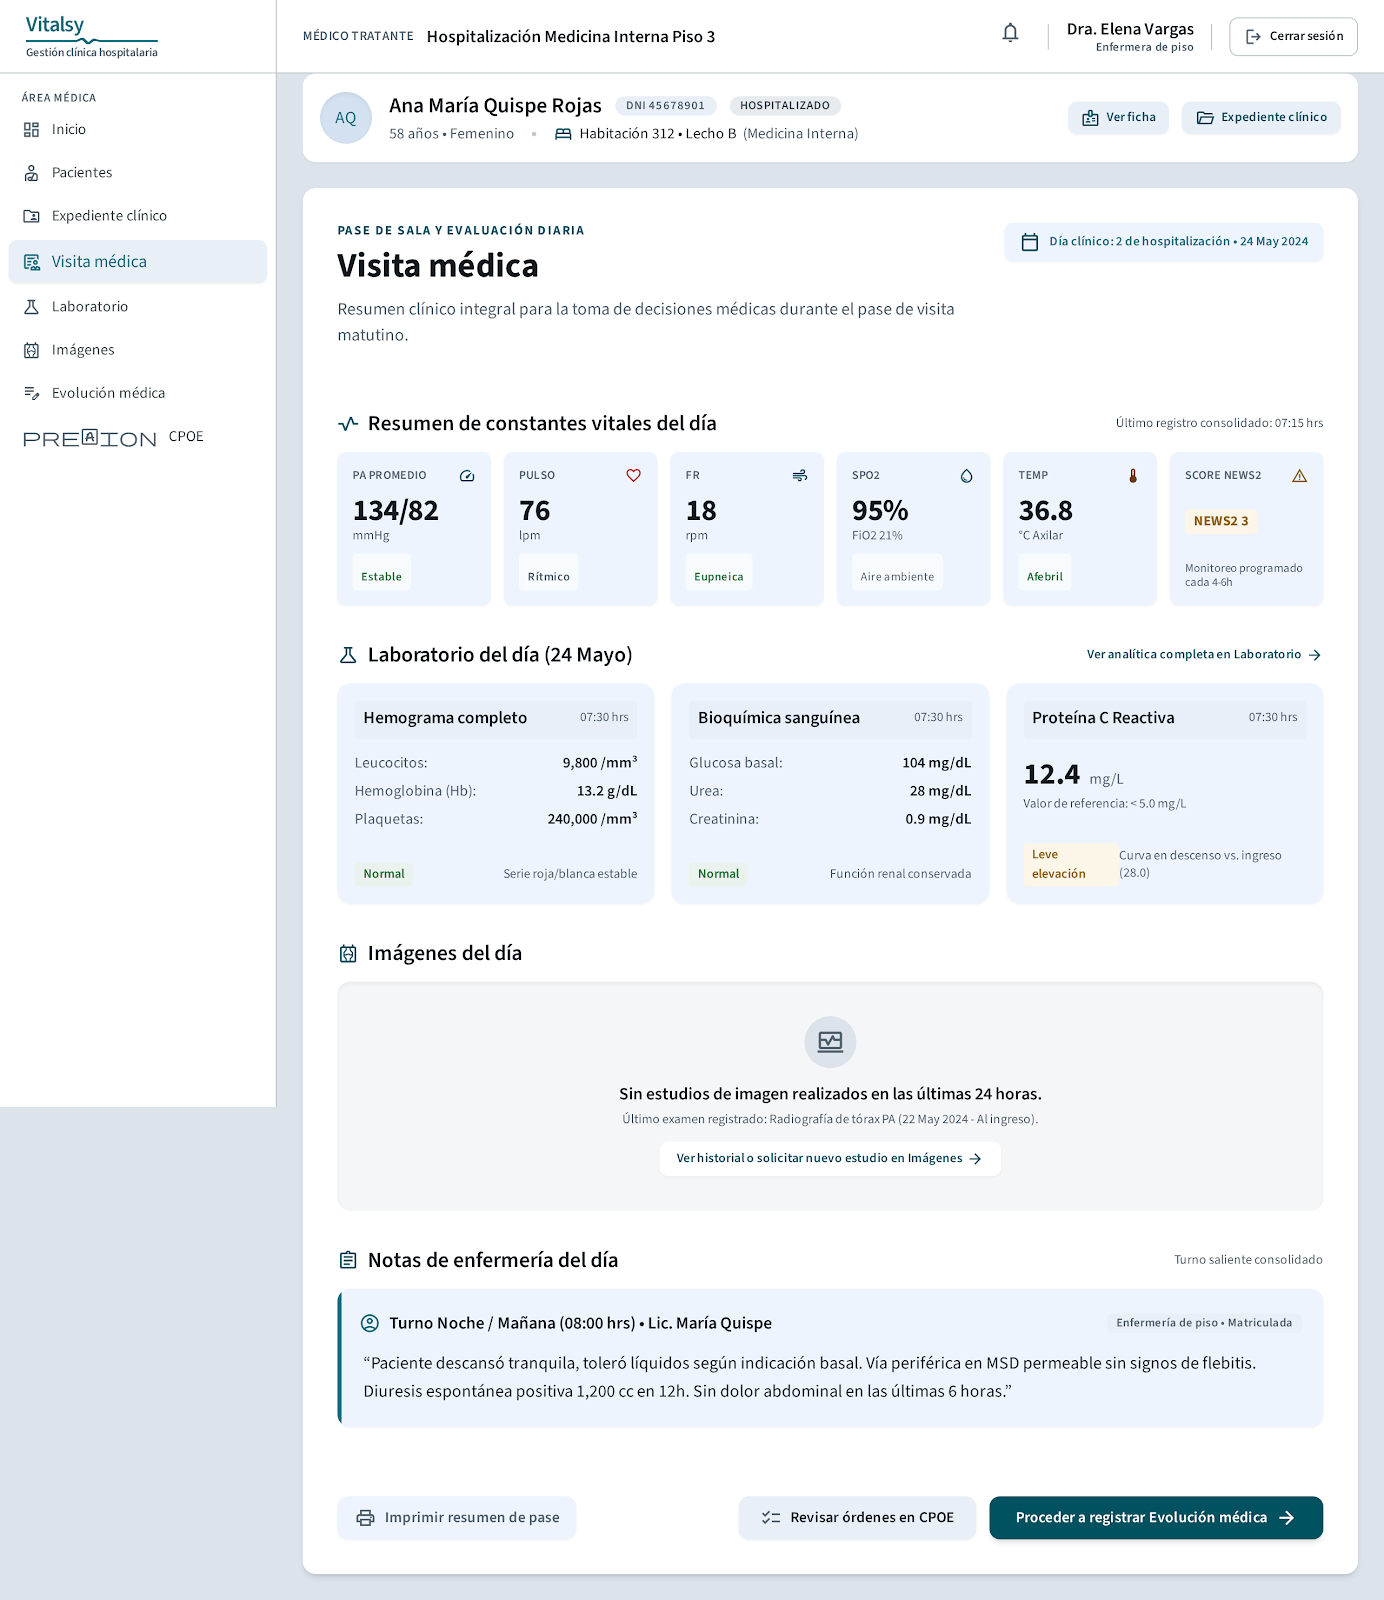 Vitalsy
Gestión clínica hospitalaria
MÉDICO TRATANTE Hospitalización Medicina Interna Piso 3
Dra. Elena Vargas
Enfermera de piso
Cerrar sesión
ÁREA MÉDICA
Inicio
Pacientes
Expediente clínico
Visita médica
Laboratorio
Imágenes
Evolución médica
CPOE
AQ
Ana María Quispe Rojas DNI 45678901 HOSPITALIZADO
58 años • Femenino • Habitación 312 • Lecho B (Medicina Interna)
Ver ficha
Expediente clínico
PASE DE SALA Y EVALUACIÓN DIARIA
Visita médica
Día clínico: 2 de hospitalización • 24 May 2024
Resumen clínico integral para la toma de decisiones médicas durante el pase de visita
matutino.
Resumen de constantes vitales del día
Último registro consolidado: 07:15 hrs
PA PROMEDIO
134/82
mmHg
Estable
PULSO
76
lpm
Rítmico
FR
18
rpm
Eupneica
SPO2
95%
FiO2 21%
Aire ambiente
TEMP
36.8
°C Axilar
Afebril
SCORE NEWS2
NEWS2 3
Monitoreo programado
cada 4-6h
Laboratorio del día (24 Mayo)
Ver analítica completa en Laboratorio
Hemograma completo 07:30 hrs
Leucocitos: 9,800 /mm³
Hemoglobina (Hb): 13.2 g/dL
Plaquetas: 240,000 /mm³
Normal Serie roja/blanca estable
Bioquímica sanguínea 07:30 hrs
Glucosa basal: 104 mg/dL
Urea: 28 mg/dL
Creatinina: 0.9 mg/dL
Normal Función renal conservada
Proteína C Reactiva 07:30 hrs
12.4 mg/L
Valor de referencia: < 5.0 mg/L
Leve
elevación
Curva en descenso vs. ingreso
(28.0)
Imágenes del día
Sin estudios de imagen realizados en las últimas 24 horas.
Último examen registrado: Radiografía de tórax PA (22 May 2024 - Al ingreso).
Ver historial o solicitar nuevo estudio en Imágenes
Notas de enfermería del día
Turno saliente consolidado
Turno Noche / Mañana (08:00 hrs) • Lic. María Quispe
Enfermería de piso • Matriculada
“Paciente descansó tranquila, toleró líquidos según indicación basal. Vía periférica en MSD permeable sin signos de flebitis.
Diuresis espontánea positiva 1,200 cc en 12h. Sin dolor abdominal en las últimas 6 horas.”
Imprimir resumen de pase
Revisar órdenes en CPOE
Proceder a registrar Evolución médica